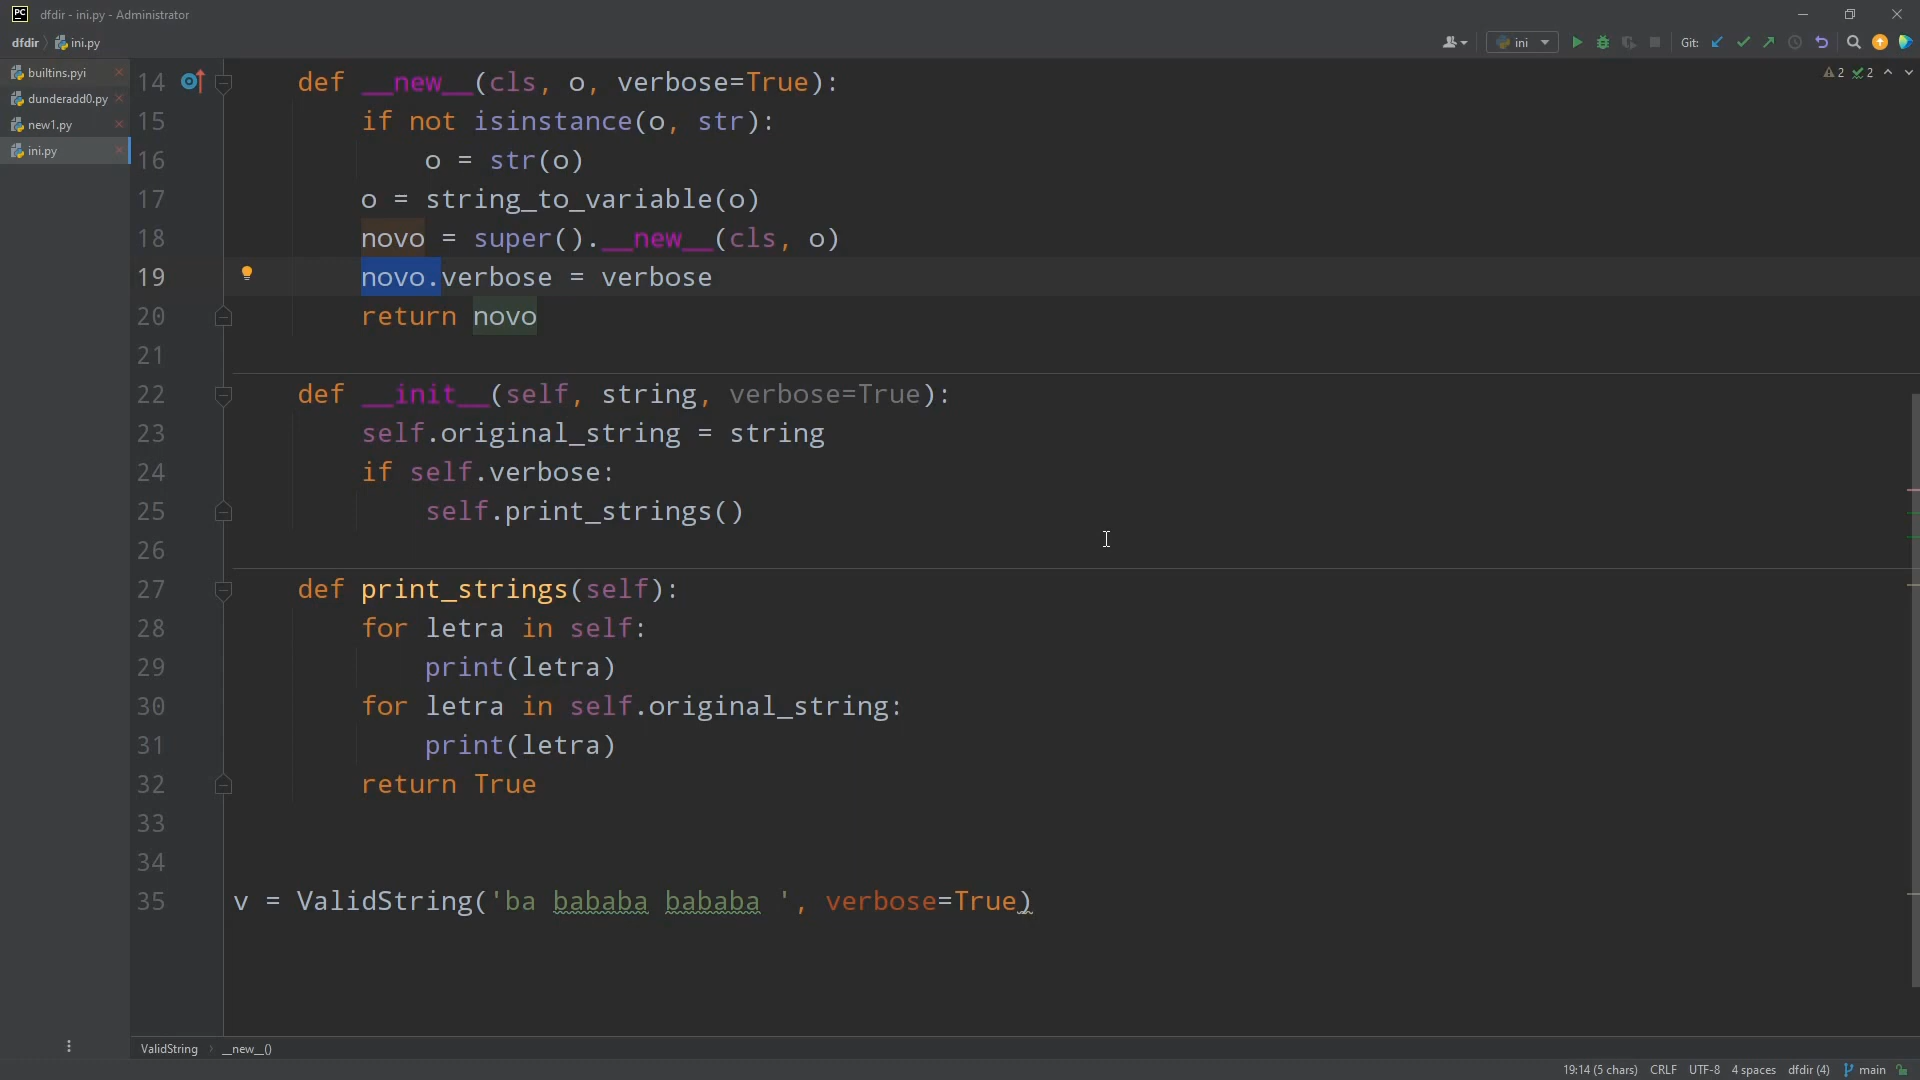 dfdir - ini.py - Administrator
dfdir ini.py
ini
Git:
builtins.pyi
dunderadd0.py
new1.py
ini.py
2 2
14 def __new__(cls, o, verbose=True):
15 if not isinstance(o, str):
16 o = str(o)
17 o = string_to_variable(o)
18 novo = super().__new__(cls, o)
19 novo.verbose = verbose
20 return novo
21
22 def __init__(self, string, verbose=True):
23 self.original_string = string
24 if self.verbose:
25 self.print_strings()
26
27 def print_strings(self):
28 for letra in self:
29 print(letra)
30 for letra in self.original_string:
31 print(letra)
32 return True
33
34
35 v = ValidString('ba bababa bababa ', verbose=True)
ValidString __new__()
19:14 (5 chars) CRLF UTF-8 4 spaces dfdir (4) main